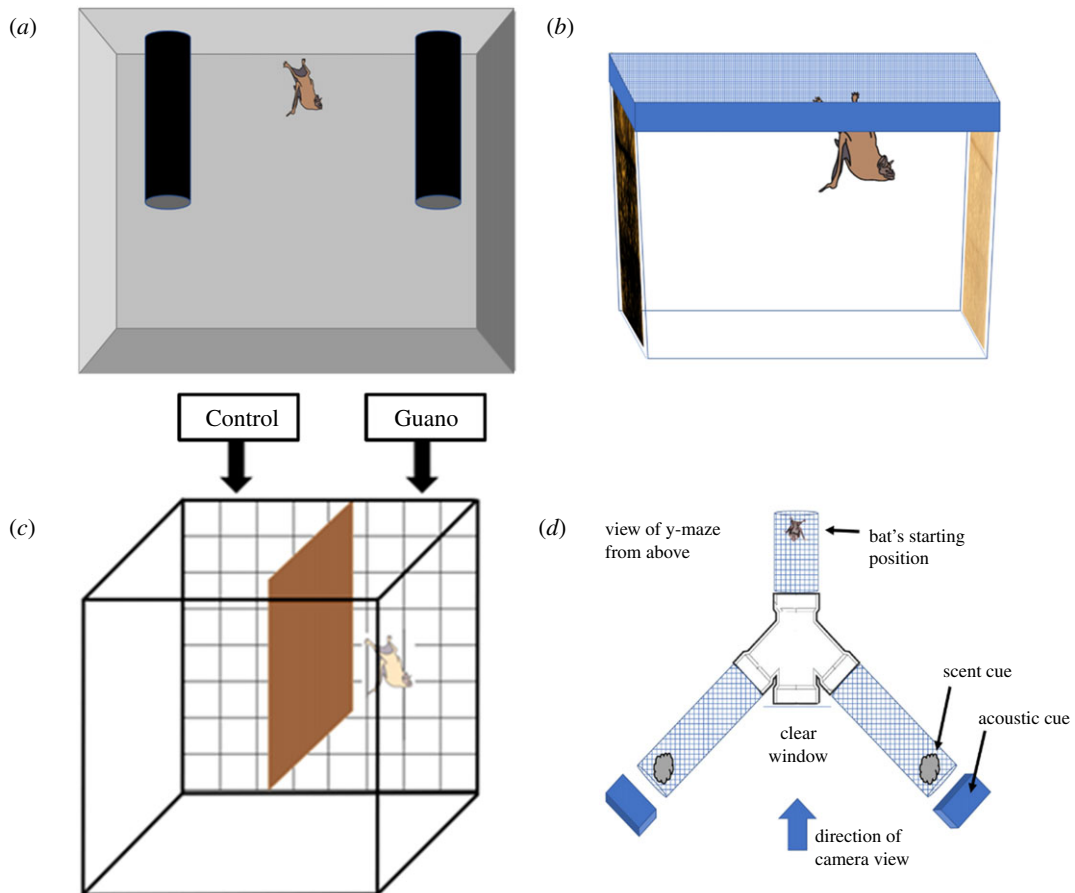 (a)
(b)
Control
Guano
(c)
(d)
view of y-maze
from above
bat's starting
position
scent cue
acoustic cue
clear
window
direction of
camera view